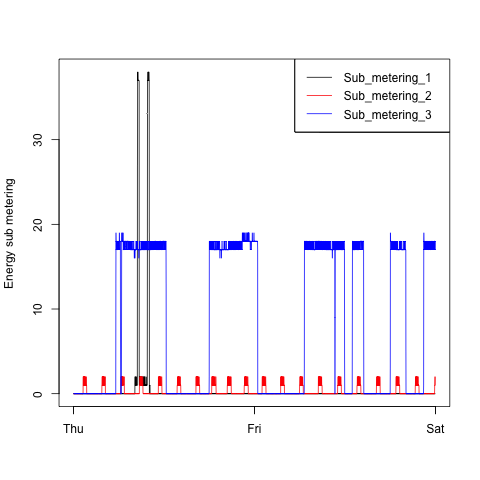 Sub_metering_1
Sub_metering_2
Sub_metering_3
Energy sub metering
30
20
10
0
Thu Fri Sat